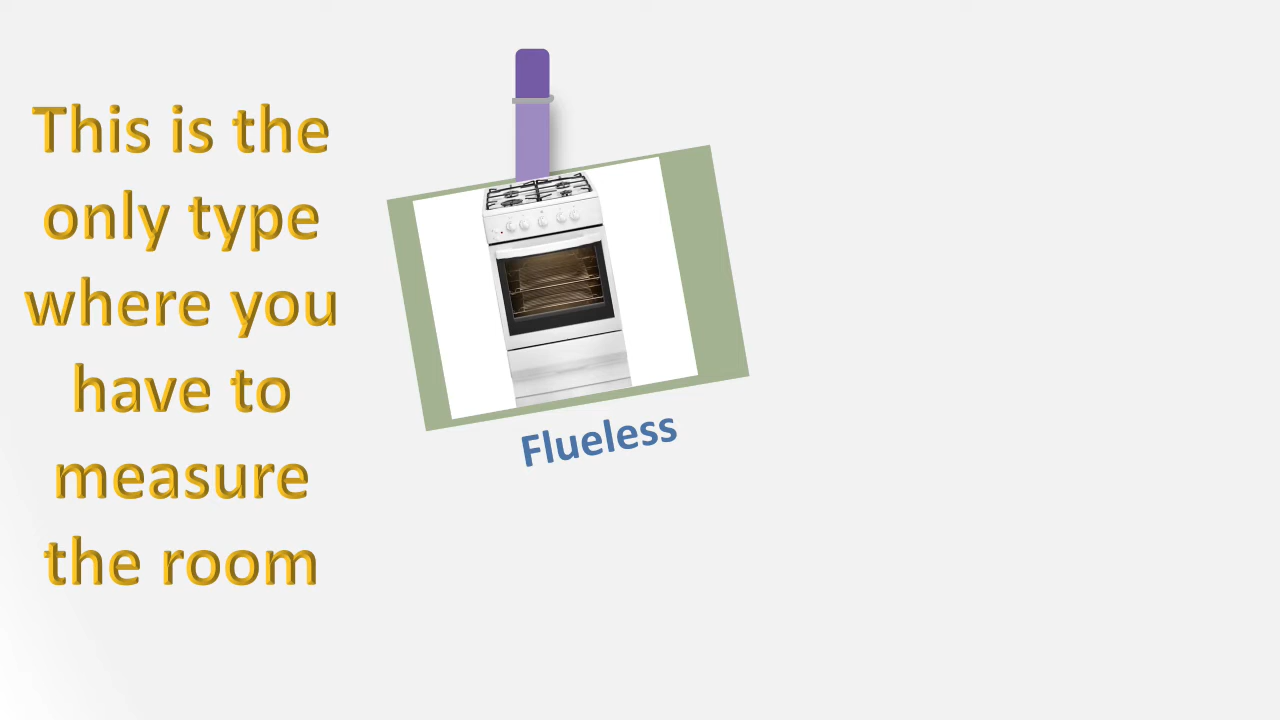 This is the
only type
where you
have to
measure
the room
Flueless